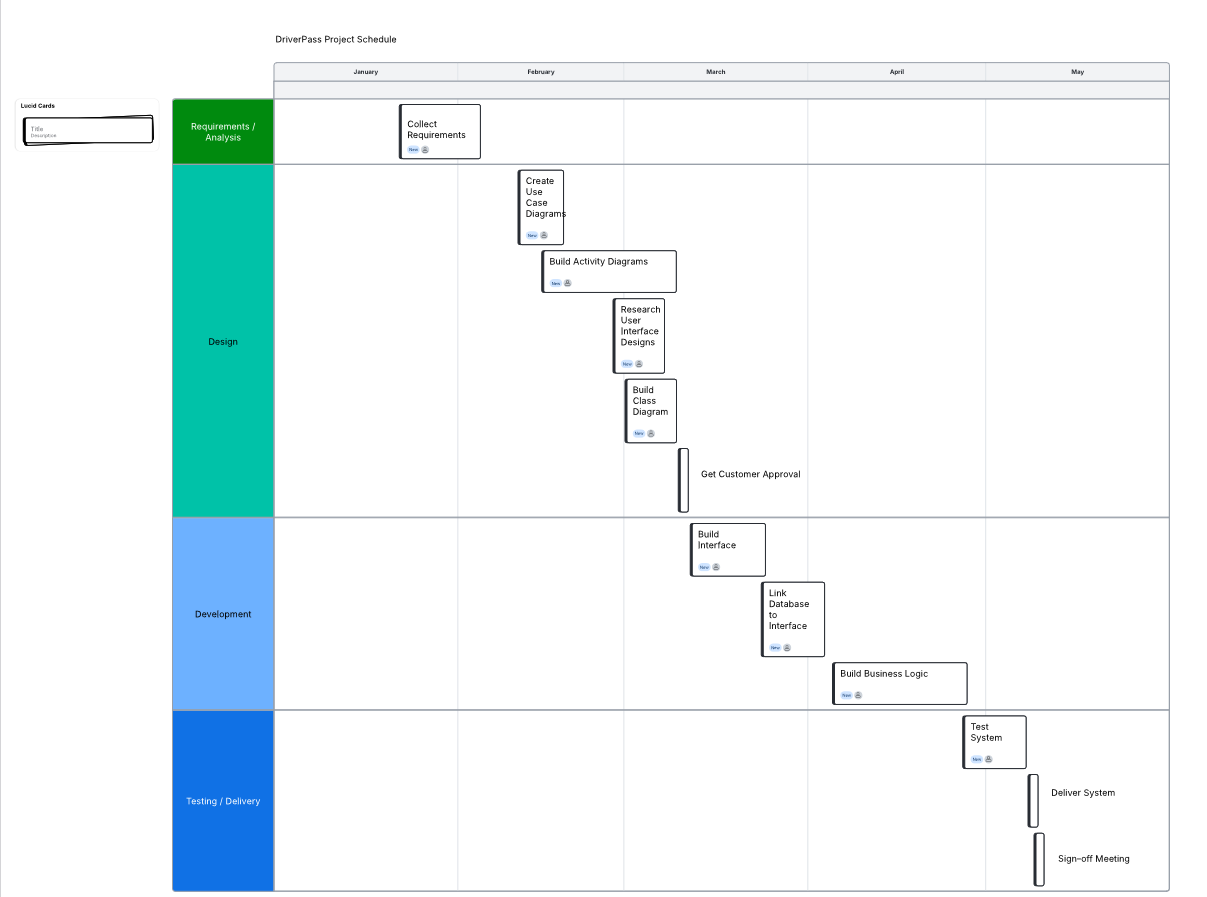 DriverPass Project Schedule
January
February
March
April
May
Lucid Cards
Title
Description
Requirements /
Analysis
Collect
Requirements
New
Design
Create
Use
Case
Diagrams
New
Build Activity Diagrams
New
Research
User
Interface
Designs
New
Build
Class
Diagram
New
Get Customer Approval
Development
Build
Interface
New
Link
Database
to
Interface
New
Build Business Logic
New
Testing / Delivery
Test
System
New
Deliver System
Sign-off Meeting